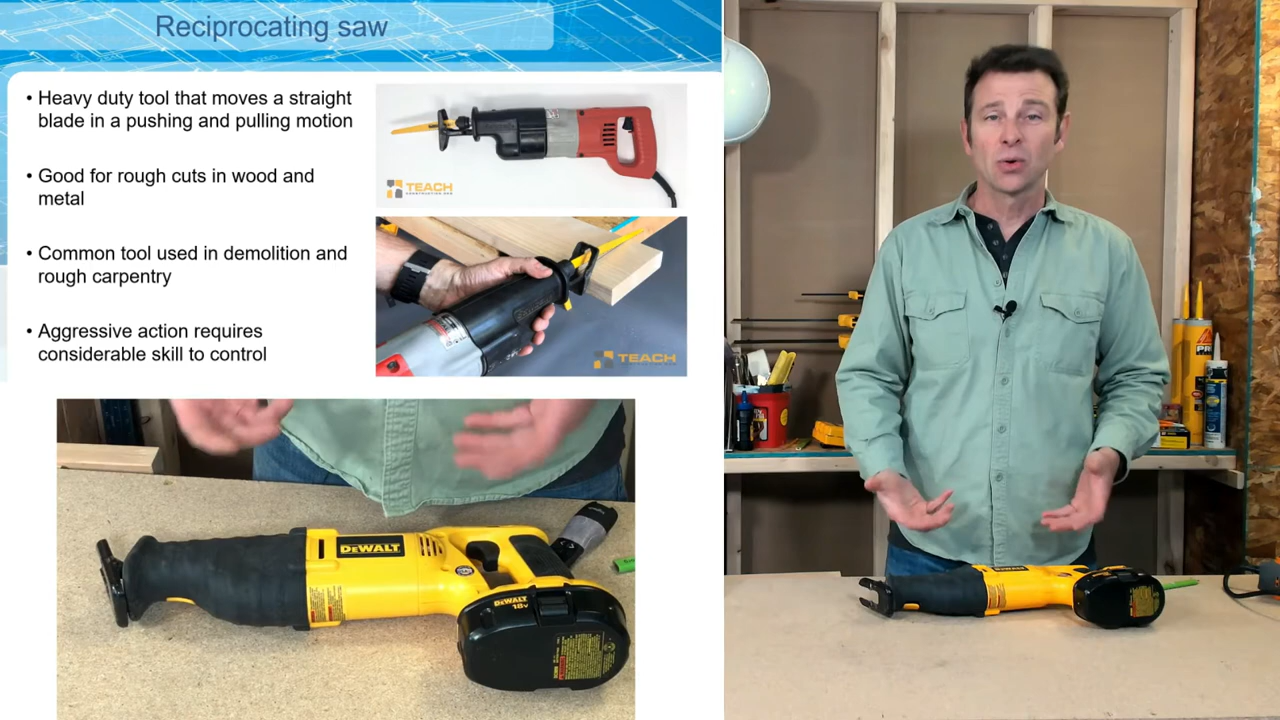 Reciprocating saw
• Heavy duty tool that moves a straight
blade in a pushing and pulling motion
• Good for rough cuts in wood and
metal
• Common tool used in demolition and
rough carpentry
• Aggressive action requires
considerable skill to control
TEACH
CONSTRUCTION.ORG
TEACH
DEWALT
DEWALT
18v